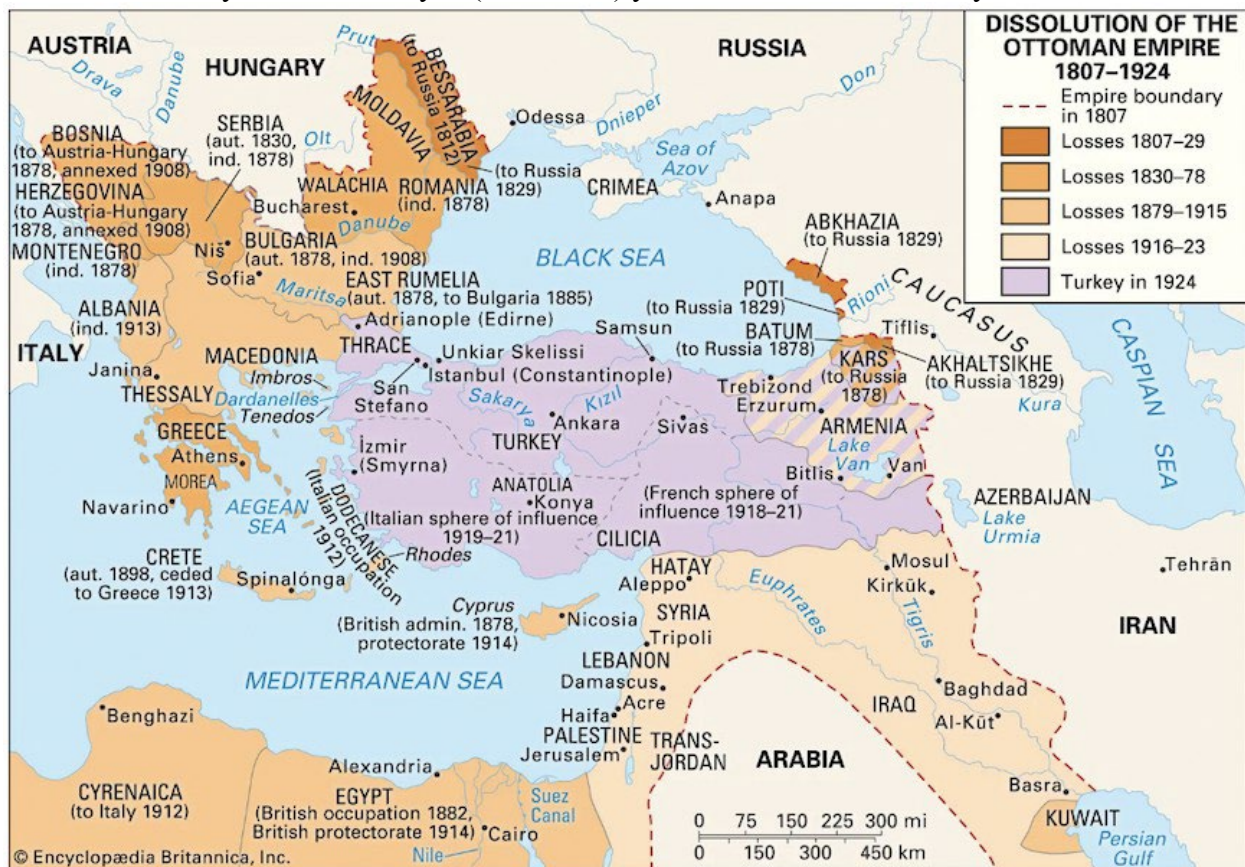 DISSOLUTION OF THE
OTTOMAN EMPIRE
1807–1924
Empire boundary
in 1807
Losses 1807–29
Losses 1830–78
Losses 1879–1915
Losses 1916–23
Turkey in 1924
AUSTRIA
Drava
Danube
HUNGARY
Prut
RUSSIA
Don
Dnieper
Odessa
BESSARABIA
(to Russia 1812)
MOLDAVIA
Olt
SERBIA
(aut. 1830,
ind. 1878)
BOSNIA
(to Austria-Hungary
1878, annexed 1908)
HERZEGOVINA
(to Austria-Hungary
1878, annexed 1908)
MONTENEGRO
(ind. 1878)
WALACHIA
Bucharest
Danube
ROMANIA
(ind. 1878)
(to Russia
1829)
CRIMEA
Sea of
Azov
Anapa
Niš
Sofia
BULGARIA
(aut. 1878, ind. 1908)
EAST RUMELIA
(aut. 1878, to Bulgaria 1885)
Maritsa
Adrianople (Edirne)
BLACK SEA
ABKHAZIA
(to Russia 1829)
POTI
(to Russia 1829)
Rioni
CAUCASUS
BATUM
(to Russia 1878)
Tiflis
KARS
(to Russia
1878)
AKHALTSIKHE
(to Russia 1829)
Kura
CASPIAN SEA
ALBANIA
(ind. 1913)
ITALY
Janina
MACEDONIA
Imbros
THESSALY
Dardanelles
Tenedos
THRACE
San
Stefano
Unkiar Skelissi
Istanbul (Constantinople)
Samsun
Trebizond
Erzurum
Sakary
Kızıl
Ankara
TURKEY
Sivas
ARMENIA
Lake
Van
Van
Bitlis
GREECE
Athens
MOREA
Navarino
AEGEAN
SEA
İzmir
(Smyrna)
ANATOLIA
Konya
(Italian sphere of influence
1919–21)
(French sphere of
influence 1918–21)
CILICIA
DODECANESE
(Italian occupation
1912)
Rhodes
AZERBAIJAN
Lake
Urmia
Tehrān
CRETE
(aut. 1898, ceded
to Greece 1913)
Spinalónga
Cyprus
(British admin. 1878,
protectorate 1914)
Nicosia
HATAY
Aleppo
SYRIA
Tripoli
LEBANON
Damascus
Euphrates
Mosul
Kirkūk
Tigris
IRAN
MEDITERRANEAN SEA
Acre
Haifa
PALESTINE
Jerusalem
TRANS-
JORDAN
IRAQ
Baghdad
Al-Kūt
ARABIA
Basra
KUWAIT
Persian
Gulf
Benghazi
CYRENAICA
(to Italy 1912)
Alexandria
EGYPT
(British occupation 1882,
British protectorate 1914)
Suez
Canal
Cairo
Nile
0 75 150 225 300 mi
0 150 300 450 km
© Encyclopædia Britannica, Inc.